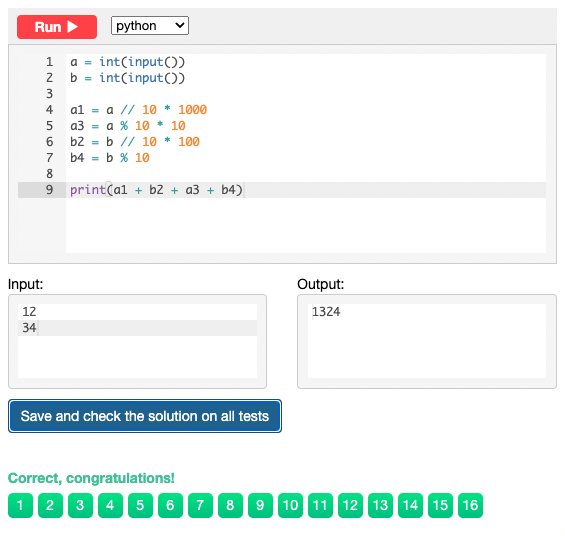 Run ▶ python
1 a = int(input())
2 b = int(input())
3
4 a1 = a // 10 * 1000
5 a3 = a % 10 * 10
6 b2 = b // 10 * 100
7 b4 = b % 10
8
9 print(a1 + b2 + a3 + b4)
Input: Output:
12 1324
34
Save and check the solution on all tests
Correct, congratulations!
1 2 3 4 5 6 7 8 9 10 11 12 13 14 15 16